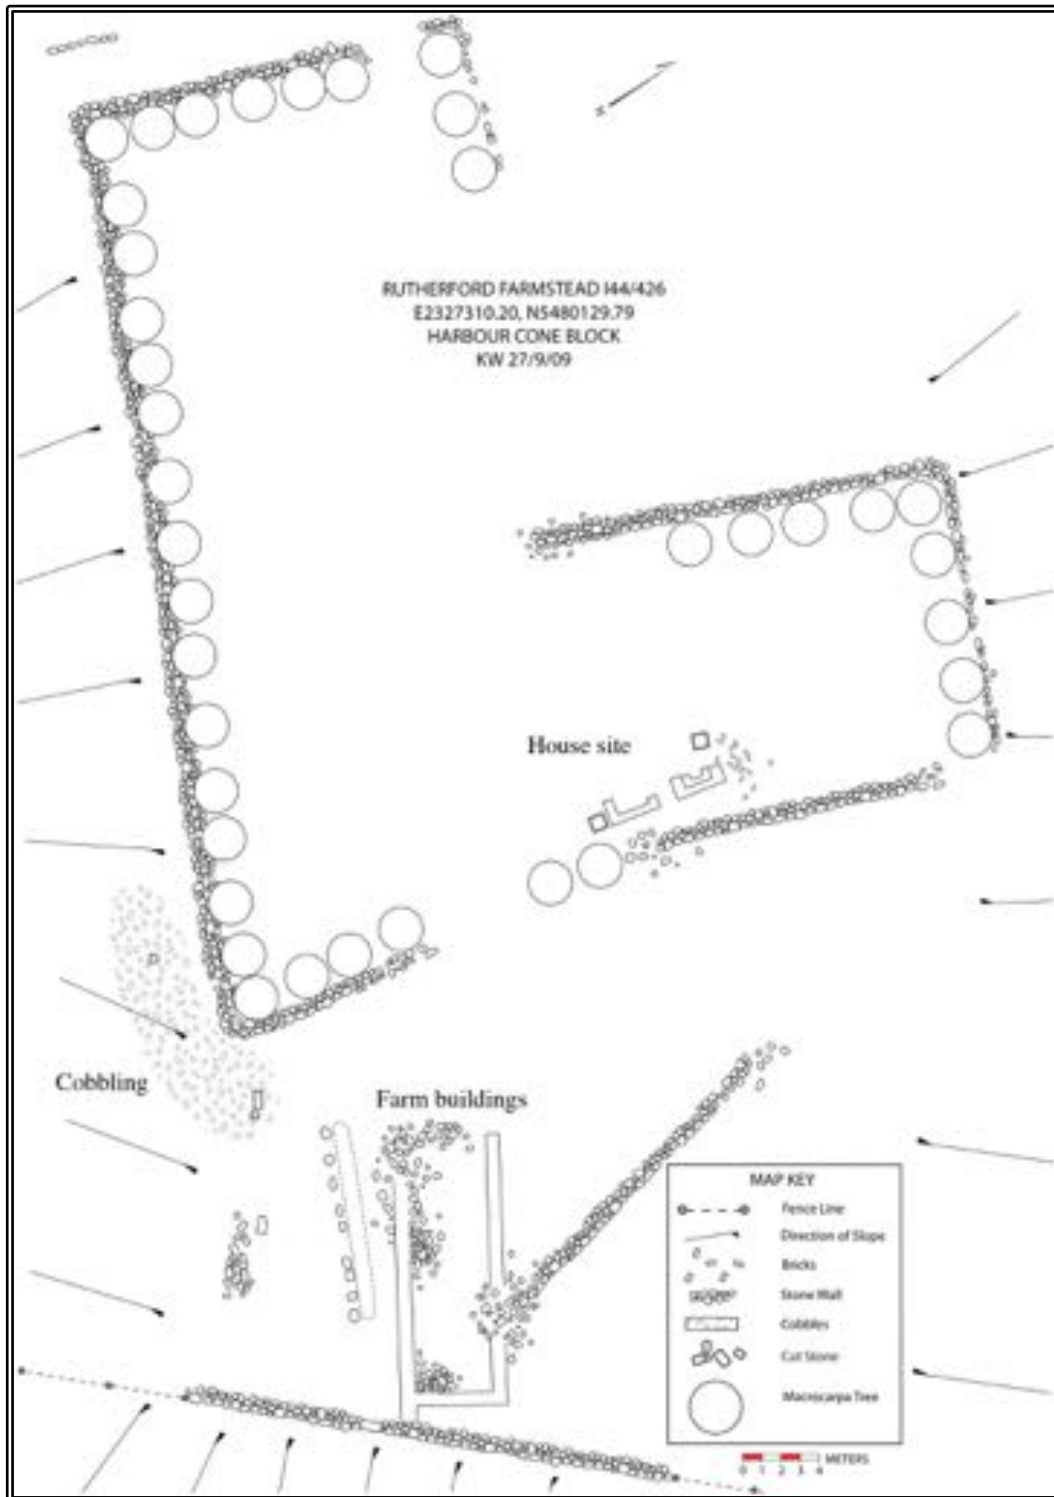 RUTHERFORD FARMSTEAD I44/426
E2327310.20, N5480129.79
HARBOUR CONE BLOCK
KW 27/9/09
House site
Cobbling
Farm buildings
MAP KEY
Fence Line
Direction of Slope
Bricks
Stone Wall
Cobbles
Cut Stone
Macrocarpa Tree
METERS
0 1 2 3 4